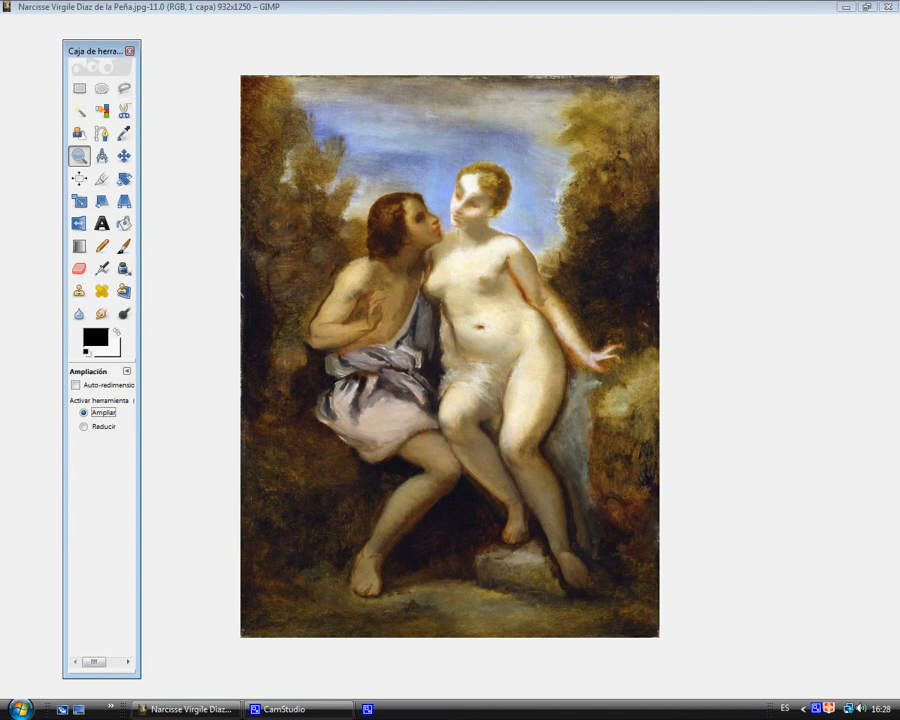 Narcisse Virgile Diaz de la Peña.jpg-11.0 (RGB, 1 capa) 932x1250 – GIMP
Caja de herra...
Ampliación
Auto-redimensio
Activar herramienta (
Ampliar
Reducir
Narcisse Virgile Diaz...
CamStudio
ES
16:28